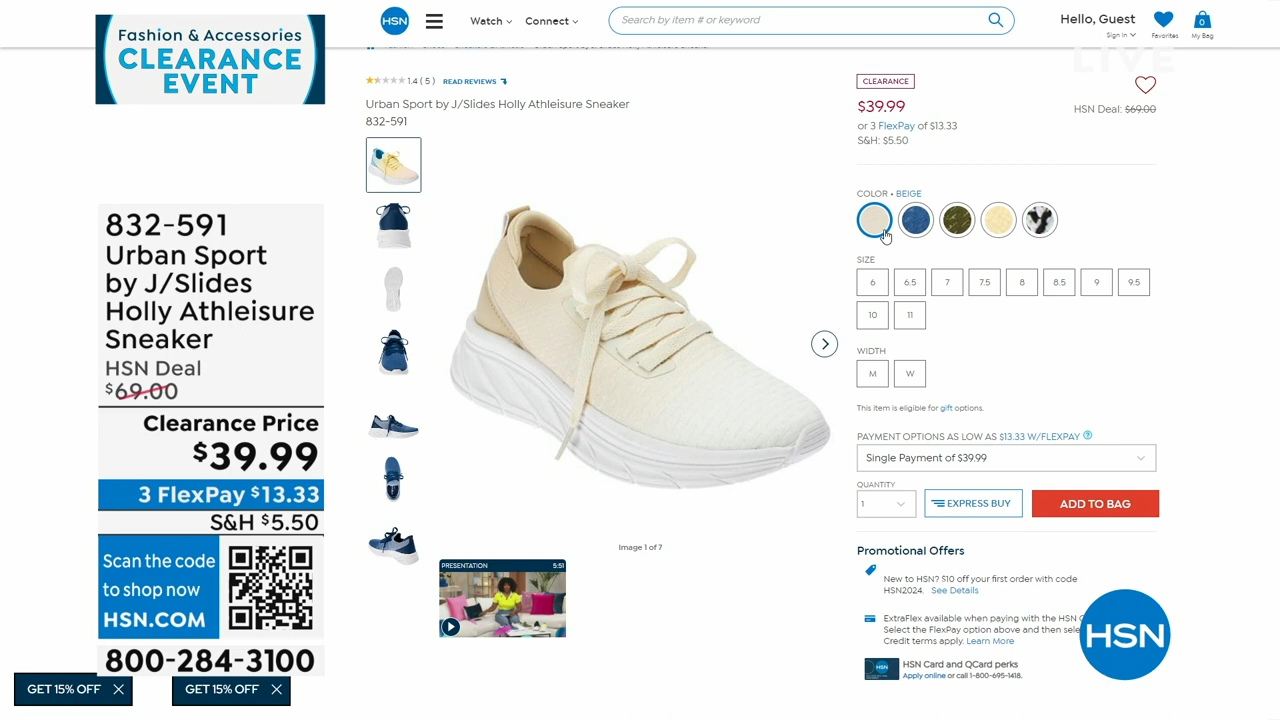 Fashion & Accessories
CLEARANCE
EVENT
HSN
Watch
Connect
Search by item # or keyword
Hello, Guest
Sign In
Favorites
0
My Bag
LIVE
1.4 ( 5 )
READ REVIEWS
Urban Sport by J/Slides Holly Athleisure Sneaker
832-591
CLEARANCE
$39.99
HSN Deal: $69.00
or 3 FlexPay of $13.33
S&H: $5.50
COLOR • BEIGE
SIZE
6 6.5 7 7.5 8 8.5 9 9.5
10 11
WIDTH
M W
This item is eligible for gift options.
PAYMENT OPTIONS AS LOW AS $13.33 W/FLEXPAY
Single Payment of $39.99
QUANTITY
1
EXPRESS BUY
ADD TO BAG
Image 1 of 7
PRESENTATION 5:51
Promotional Offers
New to HSN? $10 off your first order with code
HSN2024. See Details
ExtraFlex available when paying with the HSN
Select the FlexPay option above and then
Credit terms apply. Learn More
HSN
HSN Card and QCard perks
Apply online or call 1-800-695-1418.
HSN
832-591
Urban Sport
by J/Slides
Holly Athleisure
Sneaker
HSN Deal
$69.00
Clearance Price
$39.99
3 FlexPay $13.33
S&H $5.50
Scan the code
to shop now
HSN.COM
800-284-3100
GET 15% OFF
GET 15% OFF